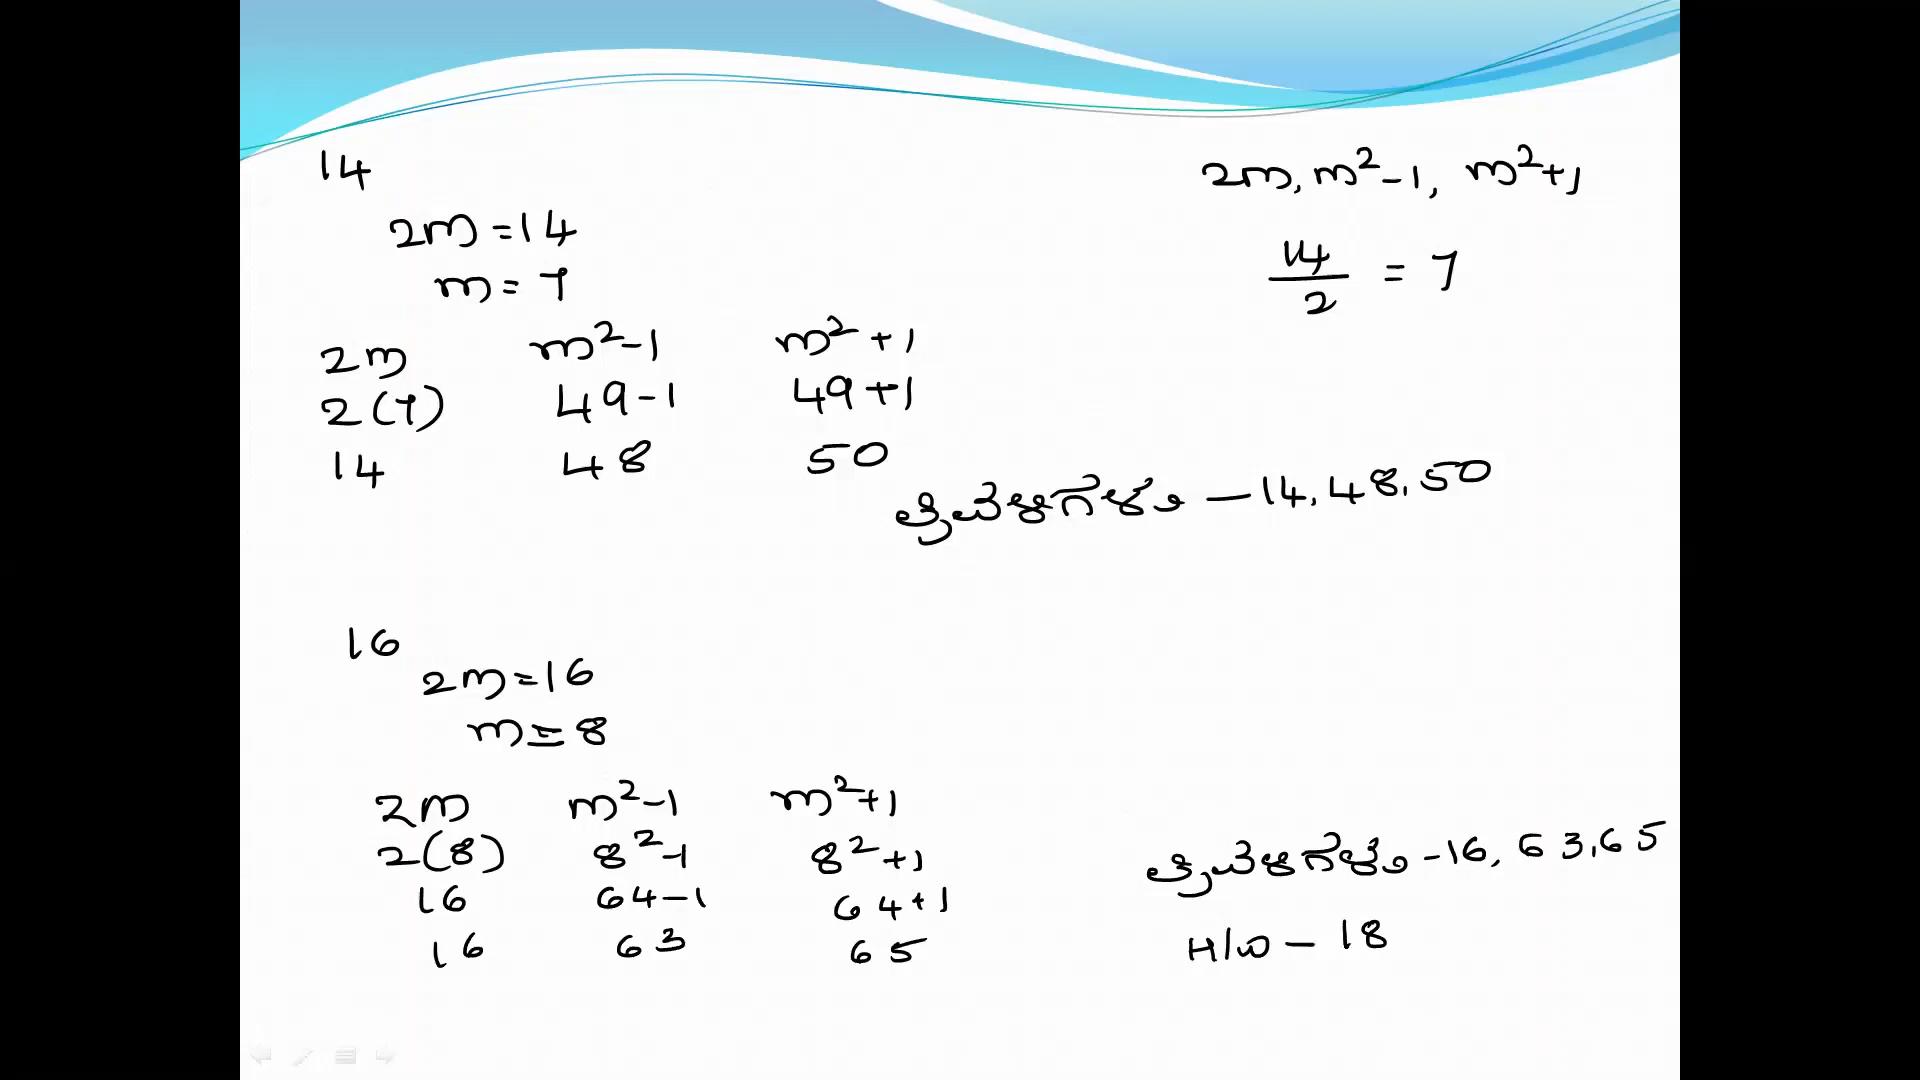 14
2m, m²-1, m²+1
2m = 14
14/2 = 7
m = 7
2m m²-1 m²+1
2(7) 49-1 49+1
14 48 50
ತ್ರಿವಳಿಗಳು - 14, 48, 50
16
2m = 16
m = 8
2m m²-1 m²+1
2(8) 8²-1 8²+1
16 64-1 64+1
16 63 65
ತ್ರಿವಳಿಗಳು - 16, 63, 65
H/W - 18